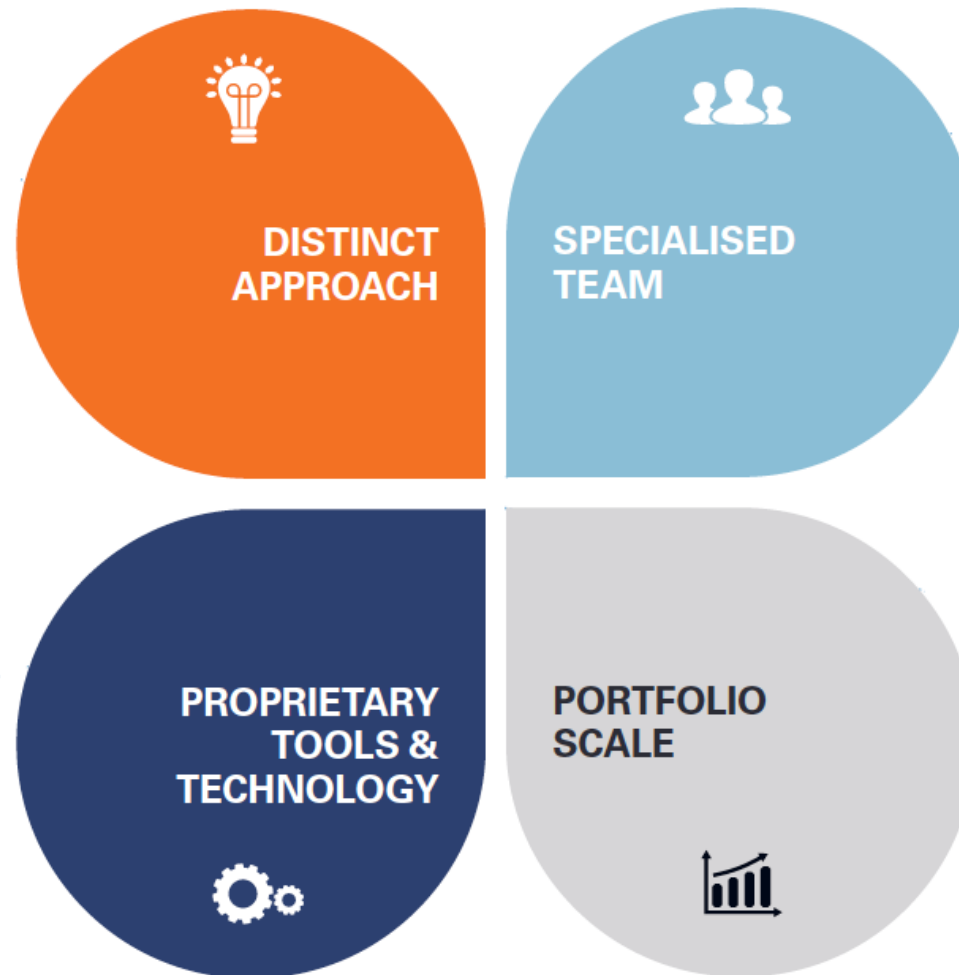 DISTINCT
APPROACH
SPECIALISED
TEAM
PROPRIETARY
TOOLS &
TECHNOLOGY
PORTFOLIO
SCALE